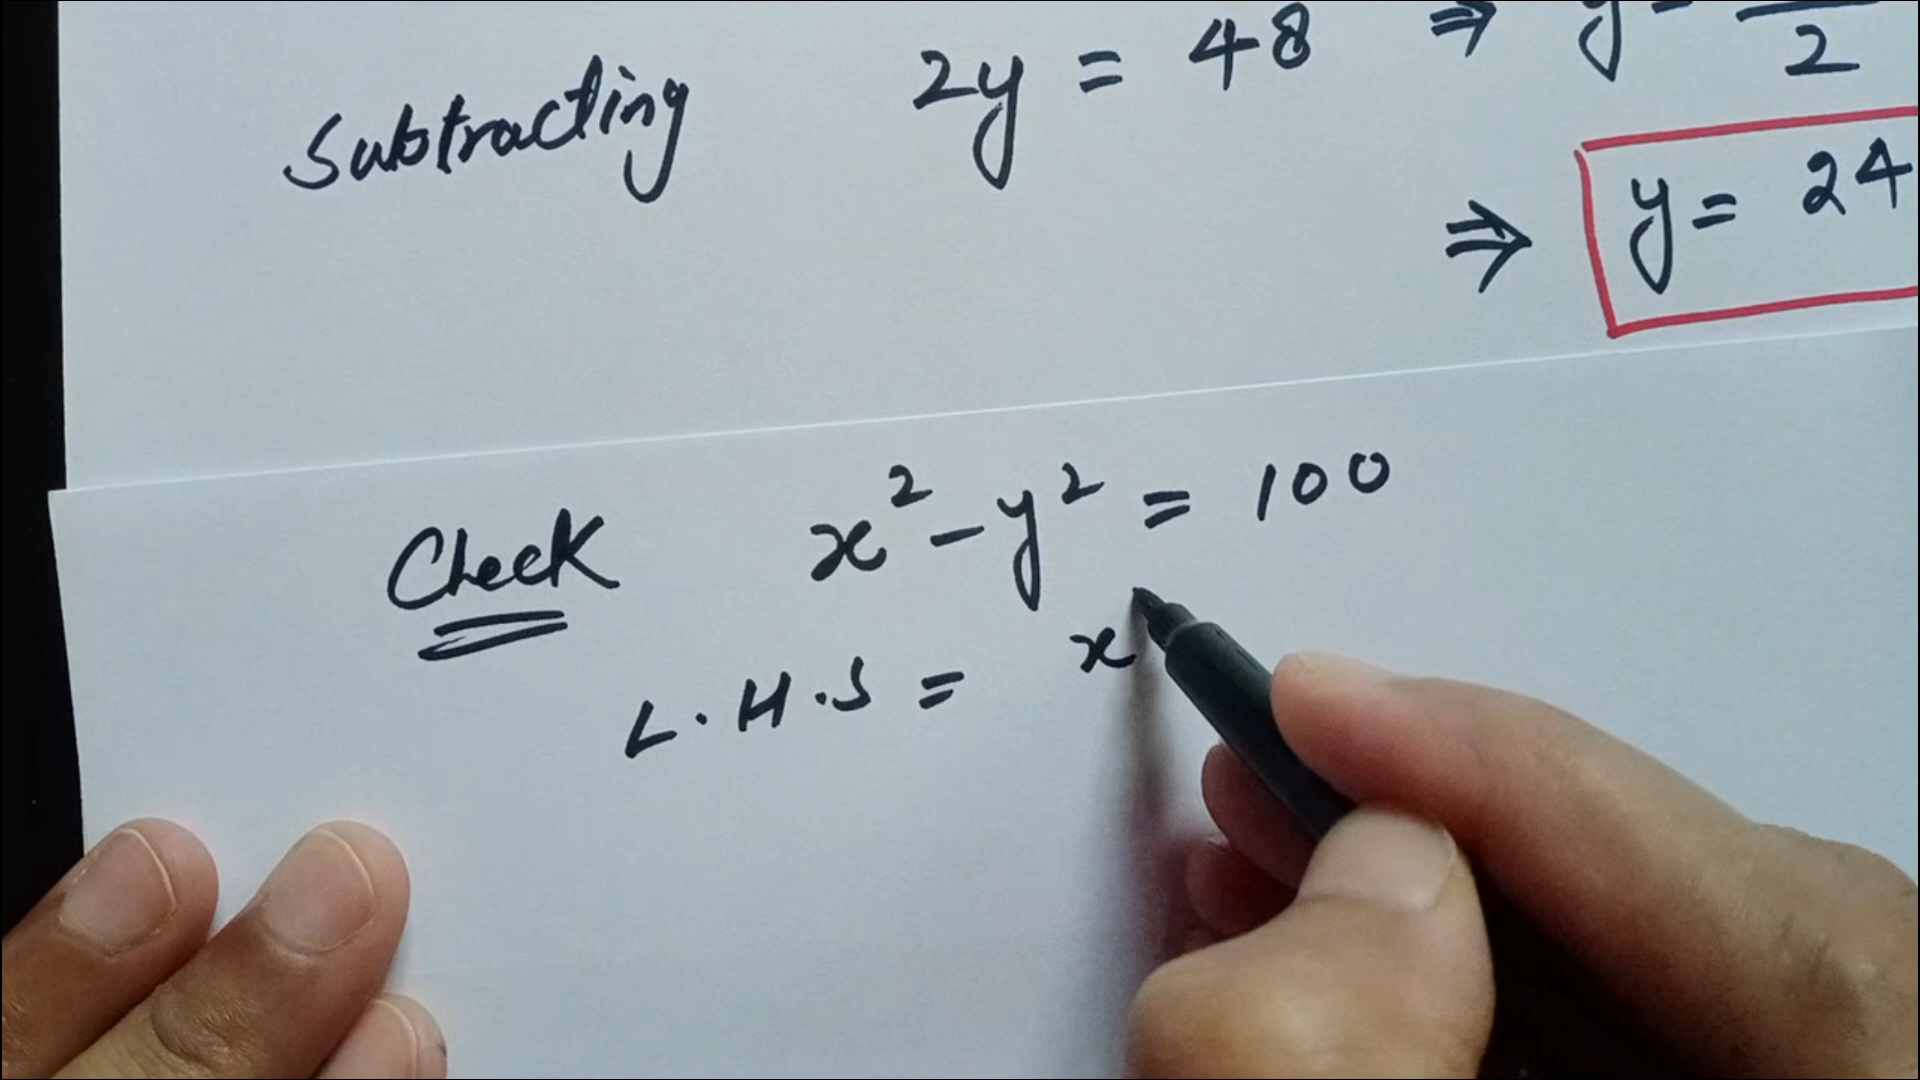 Subtracting 2y = 48 ⇒ y = /2
⇒ y = 24
Check x² - y² = 100
L.H.S = x